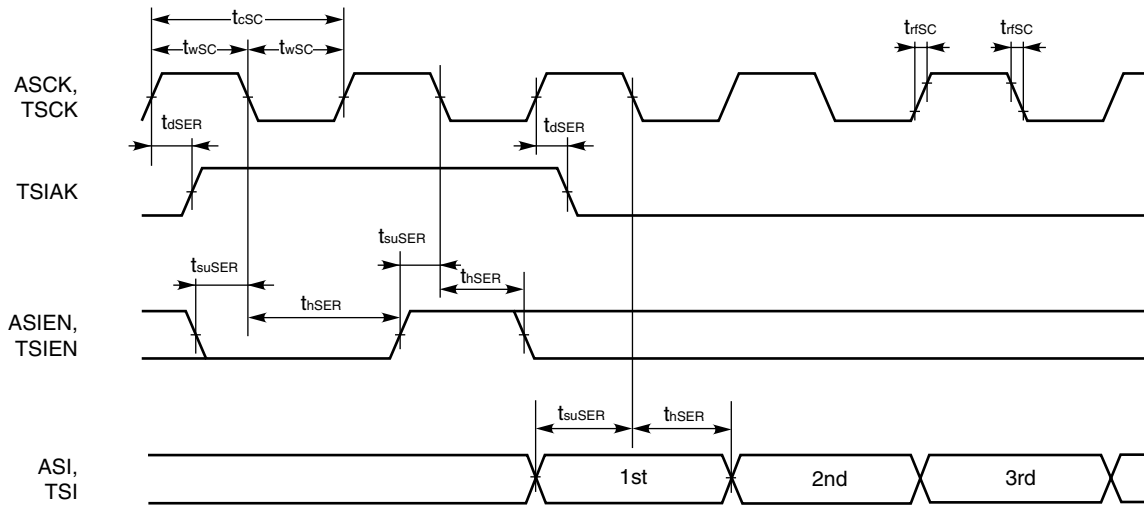 tcSC
twSC twSC
trfSC trfSC
ASCK,
TSCK
tdSER tdSER
TSIAK
tsuSER
tsuSER
thSER
thSER
ASIEN,
TSIEN
tsuSER thSER
ASI,
TSI
1st 2nd 3rd